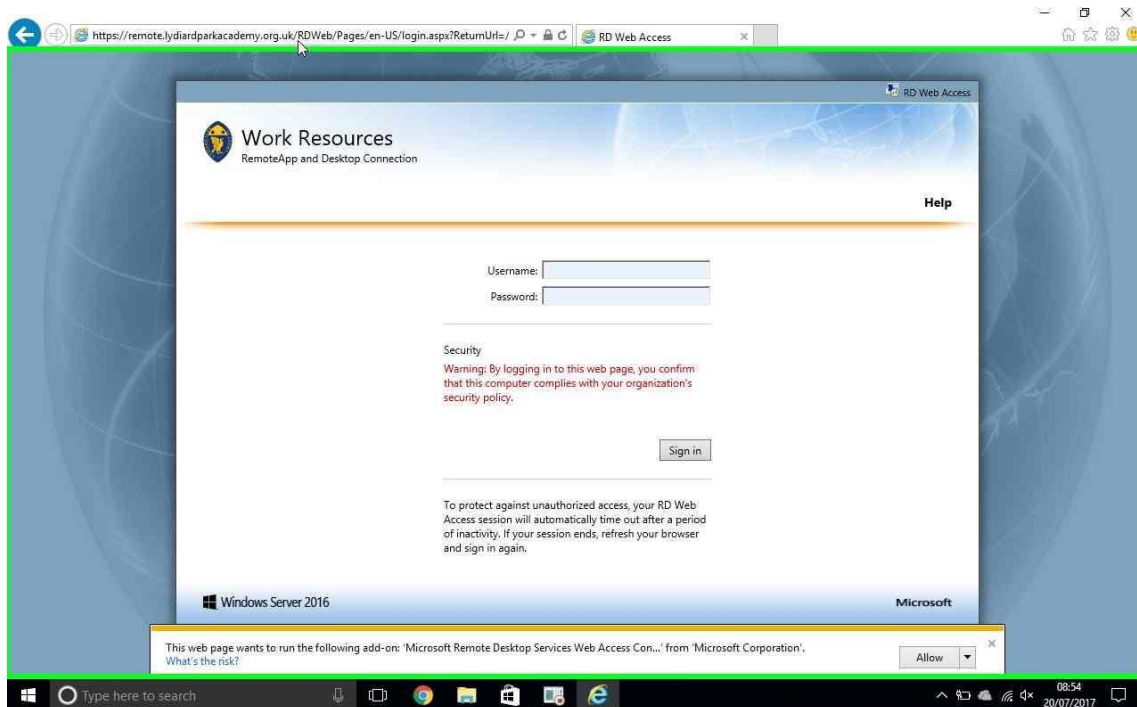 https://remote.lydiardparkacademy.org.uk/RDWeb/Pages/en-US/login.aspx?ReturnUrl=/
RD Web Access
RD Web Access
Work Resources
RemoteApp and Desktop Connection
Help
Username:
Password:
Security
Warning: By logging in to this web page, you confirm
that this computer complies with your organization's
security policy.
Sign in
To protect against unauthorized access, your RD Web
Access session will automatically time out after a period
of inactivity. If your session ends, refresh your browser
and sign in again.
Windows Server 2016
Microsoft
This web page wants to run the following add-on: 'Microsoft Remote Desktop Services Web Access Con...' from 'Microsoft Corporation'.
What's the risk?
Allow
Type here to search
08:54
20/07/2017